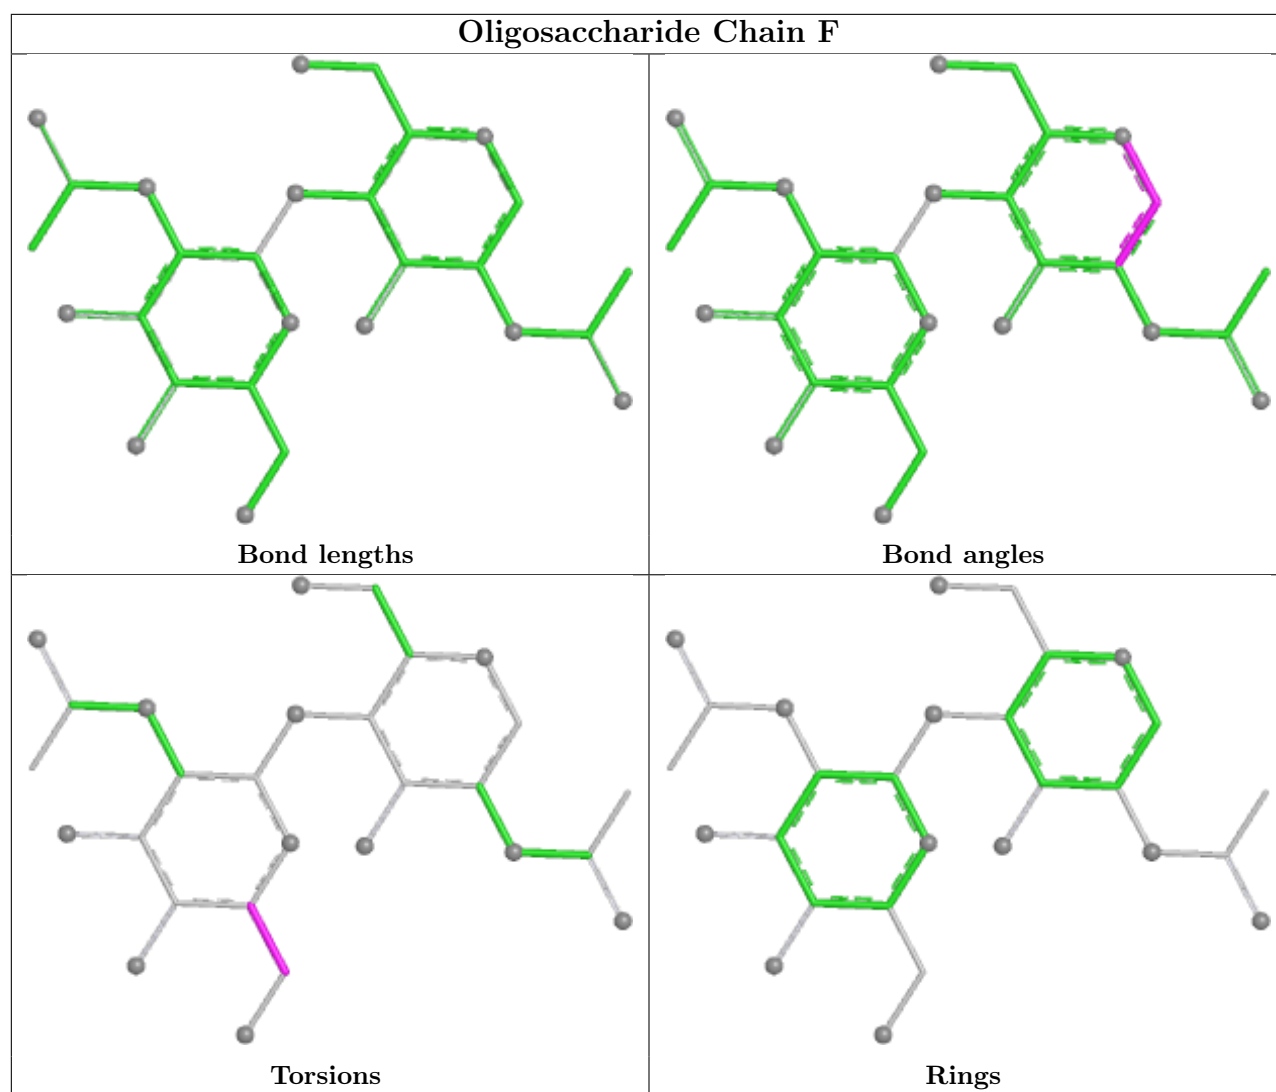 Oligosaccharide Chain F
Bond lengths
Bond angles
Torsions
Rings